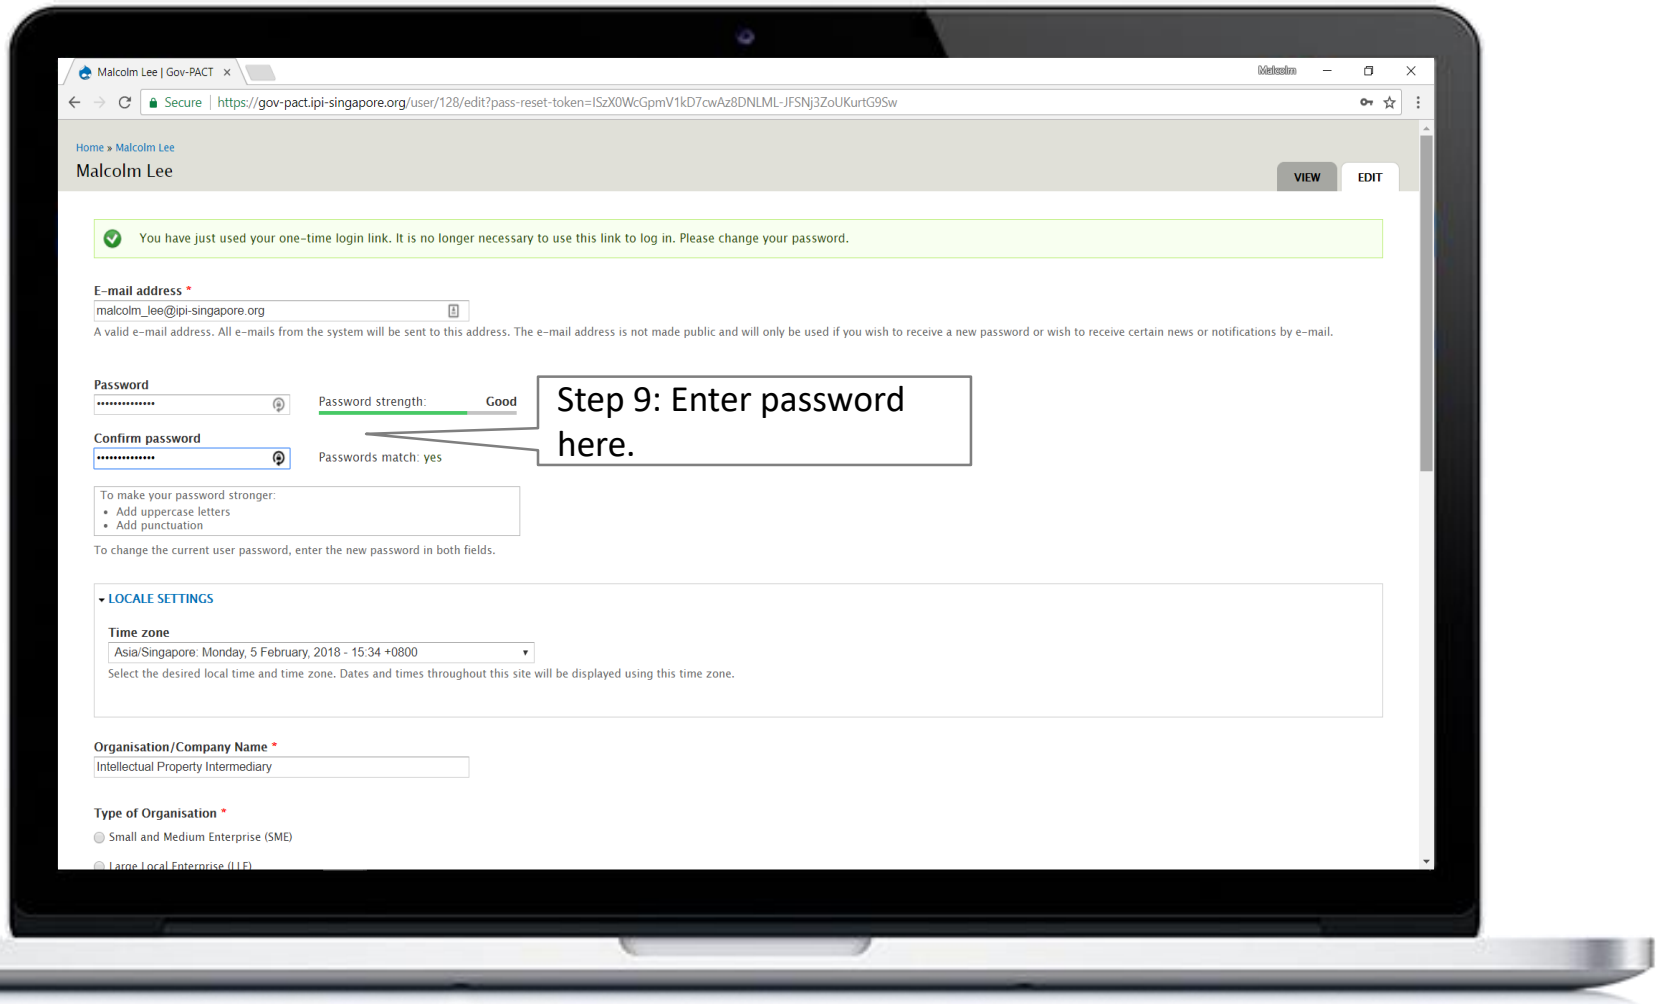 Malcolm Lee | Gov-PACT
Malcolm
Secure | https://gov-pact.ipi-singapore.org/user/128/edit?pass-reset-token=ISzX0WcGpmV1kD7cwAz8DNLML-JFSNj3ZoUKurtG9Sw
Home » Malcolm Lee
Malcolm Lee
VIEW EDIT
You have just used your one-time login link. It is no longer necessary to use this link to log in. Please change your password.
E-mail address *
malcolm_lee@ipi-singapore.org
A valid e-mail address. All e-mails from the system will be sent to this address. The e-mail address is not made public and will only be used if you wish to receive a new password or wish to receive certain news or notifications by e-mail.
Password
Password strength: Good
Step 9: Enter password
here.
Confirm password
Passwords match: yes
To make your password stronger:
• Add uppercase letters
• Add punctuation
To change the current user password, enter the new password in both fields.
LOCALE SETTINGS
Time zone
Asia/Singapore: Monday, 5 February, 2018 - 15:34 +0800
Select the desired local time and time zone. Dates and times throughout this site will be displayed using this time zone.
Organisation/Company Name *
Intellectual Property Intermediary
Type of Organisation *
Small and Medium Enterprise (SME)
Large Local Enterprise (LLE)